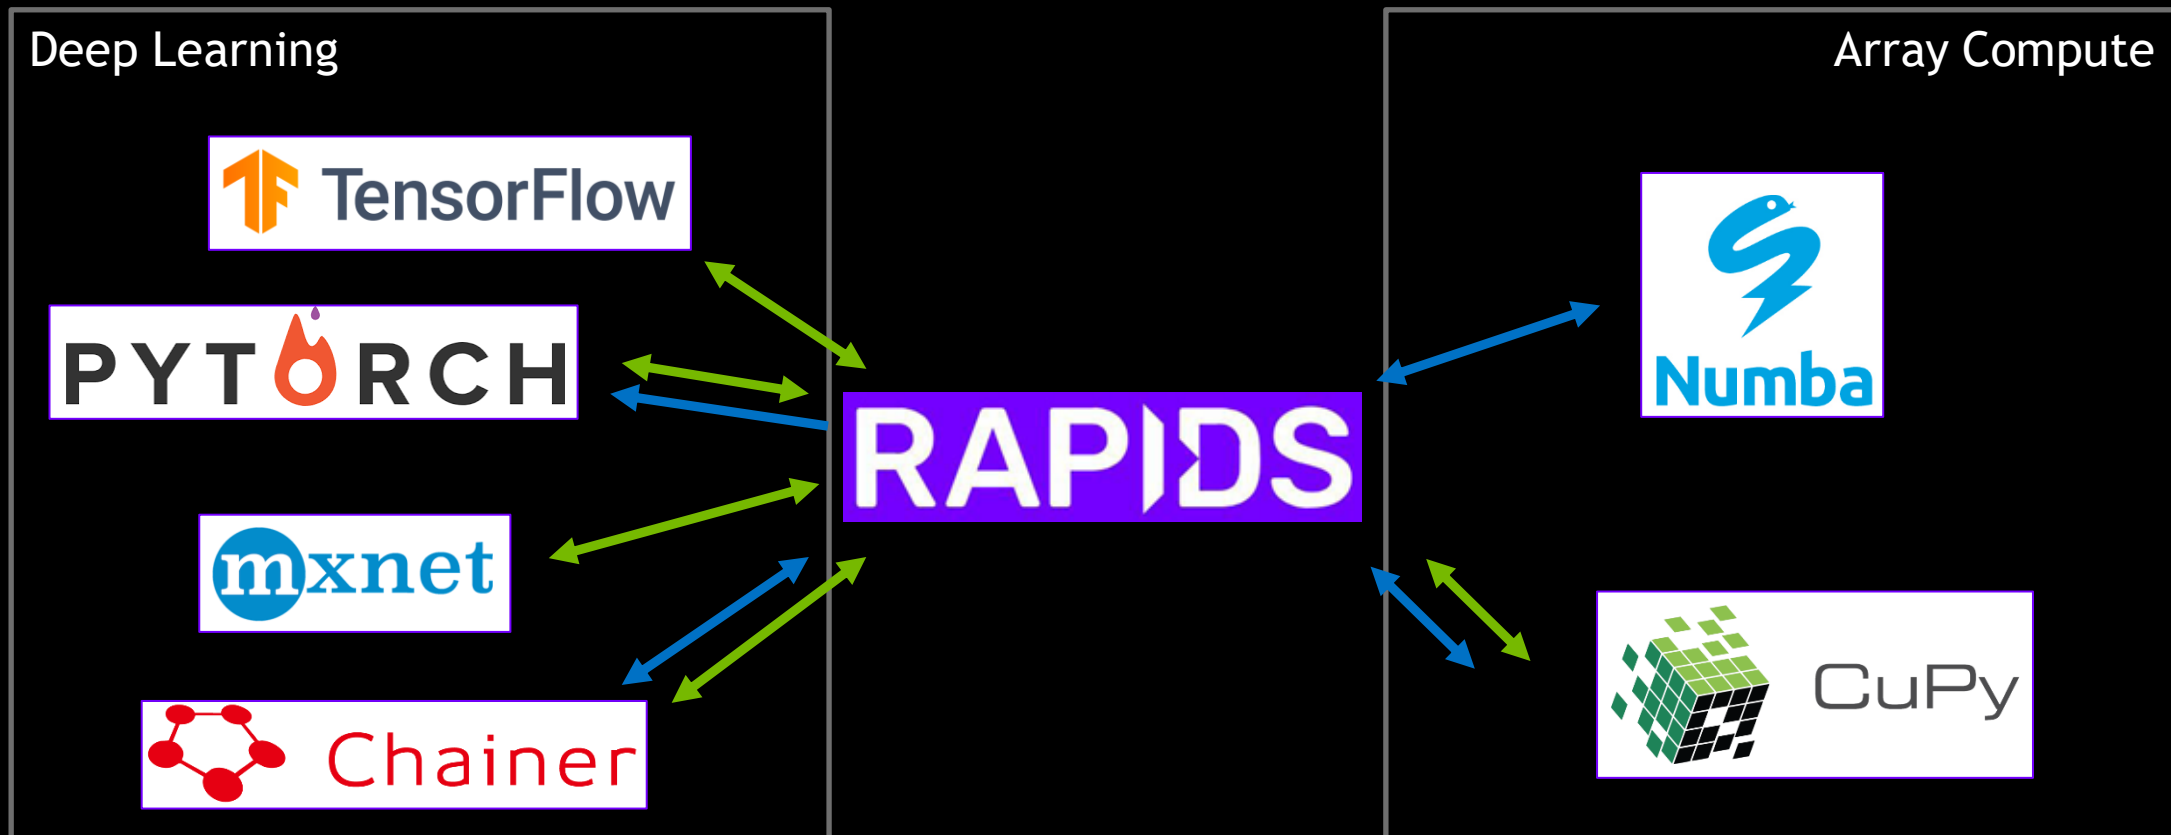 Deep Learning
Array Compute
TensorFlow
PYTORCH
mxnet
Chainer
RAPIDS
Numba
CuPy